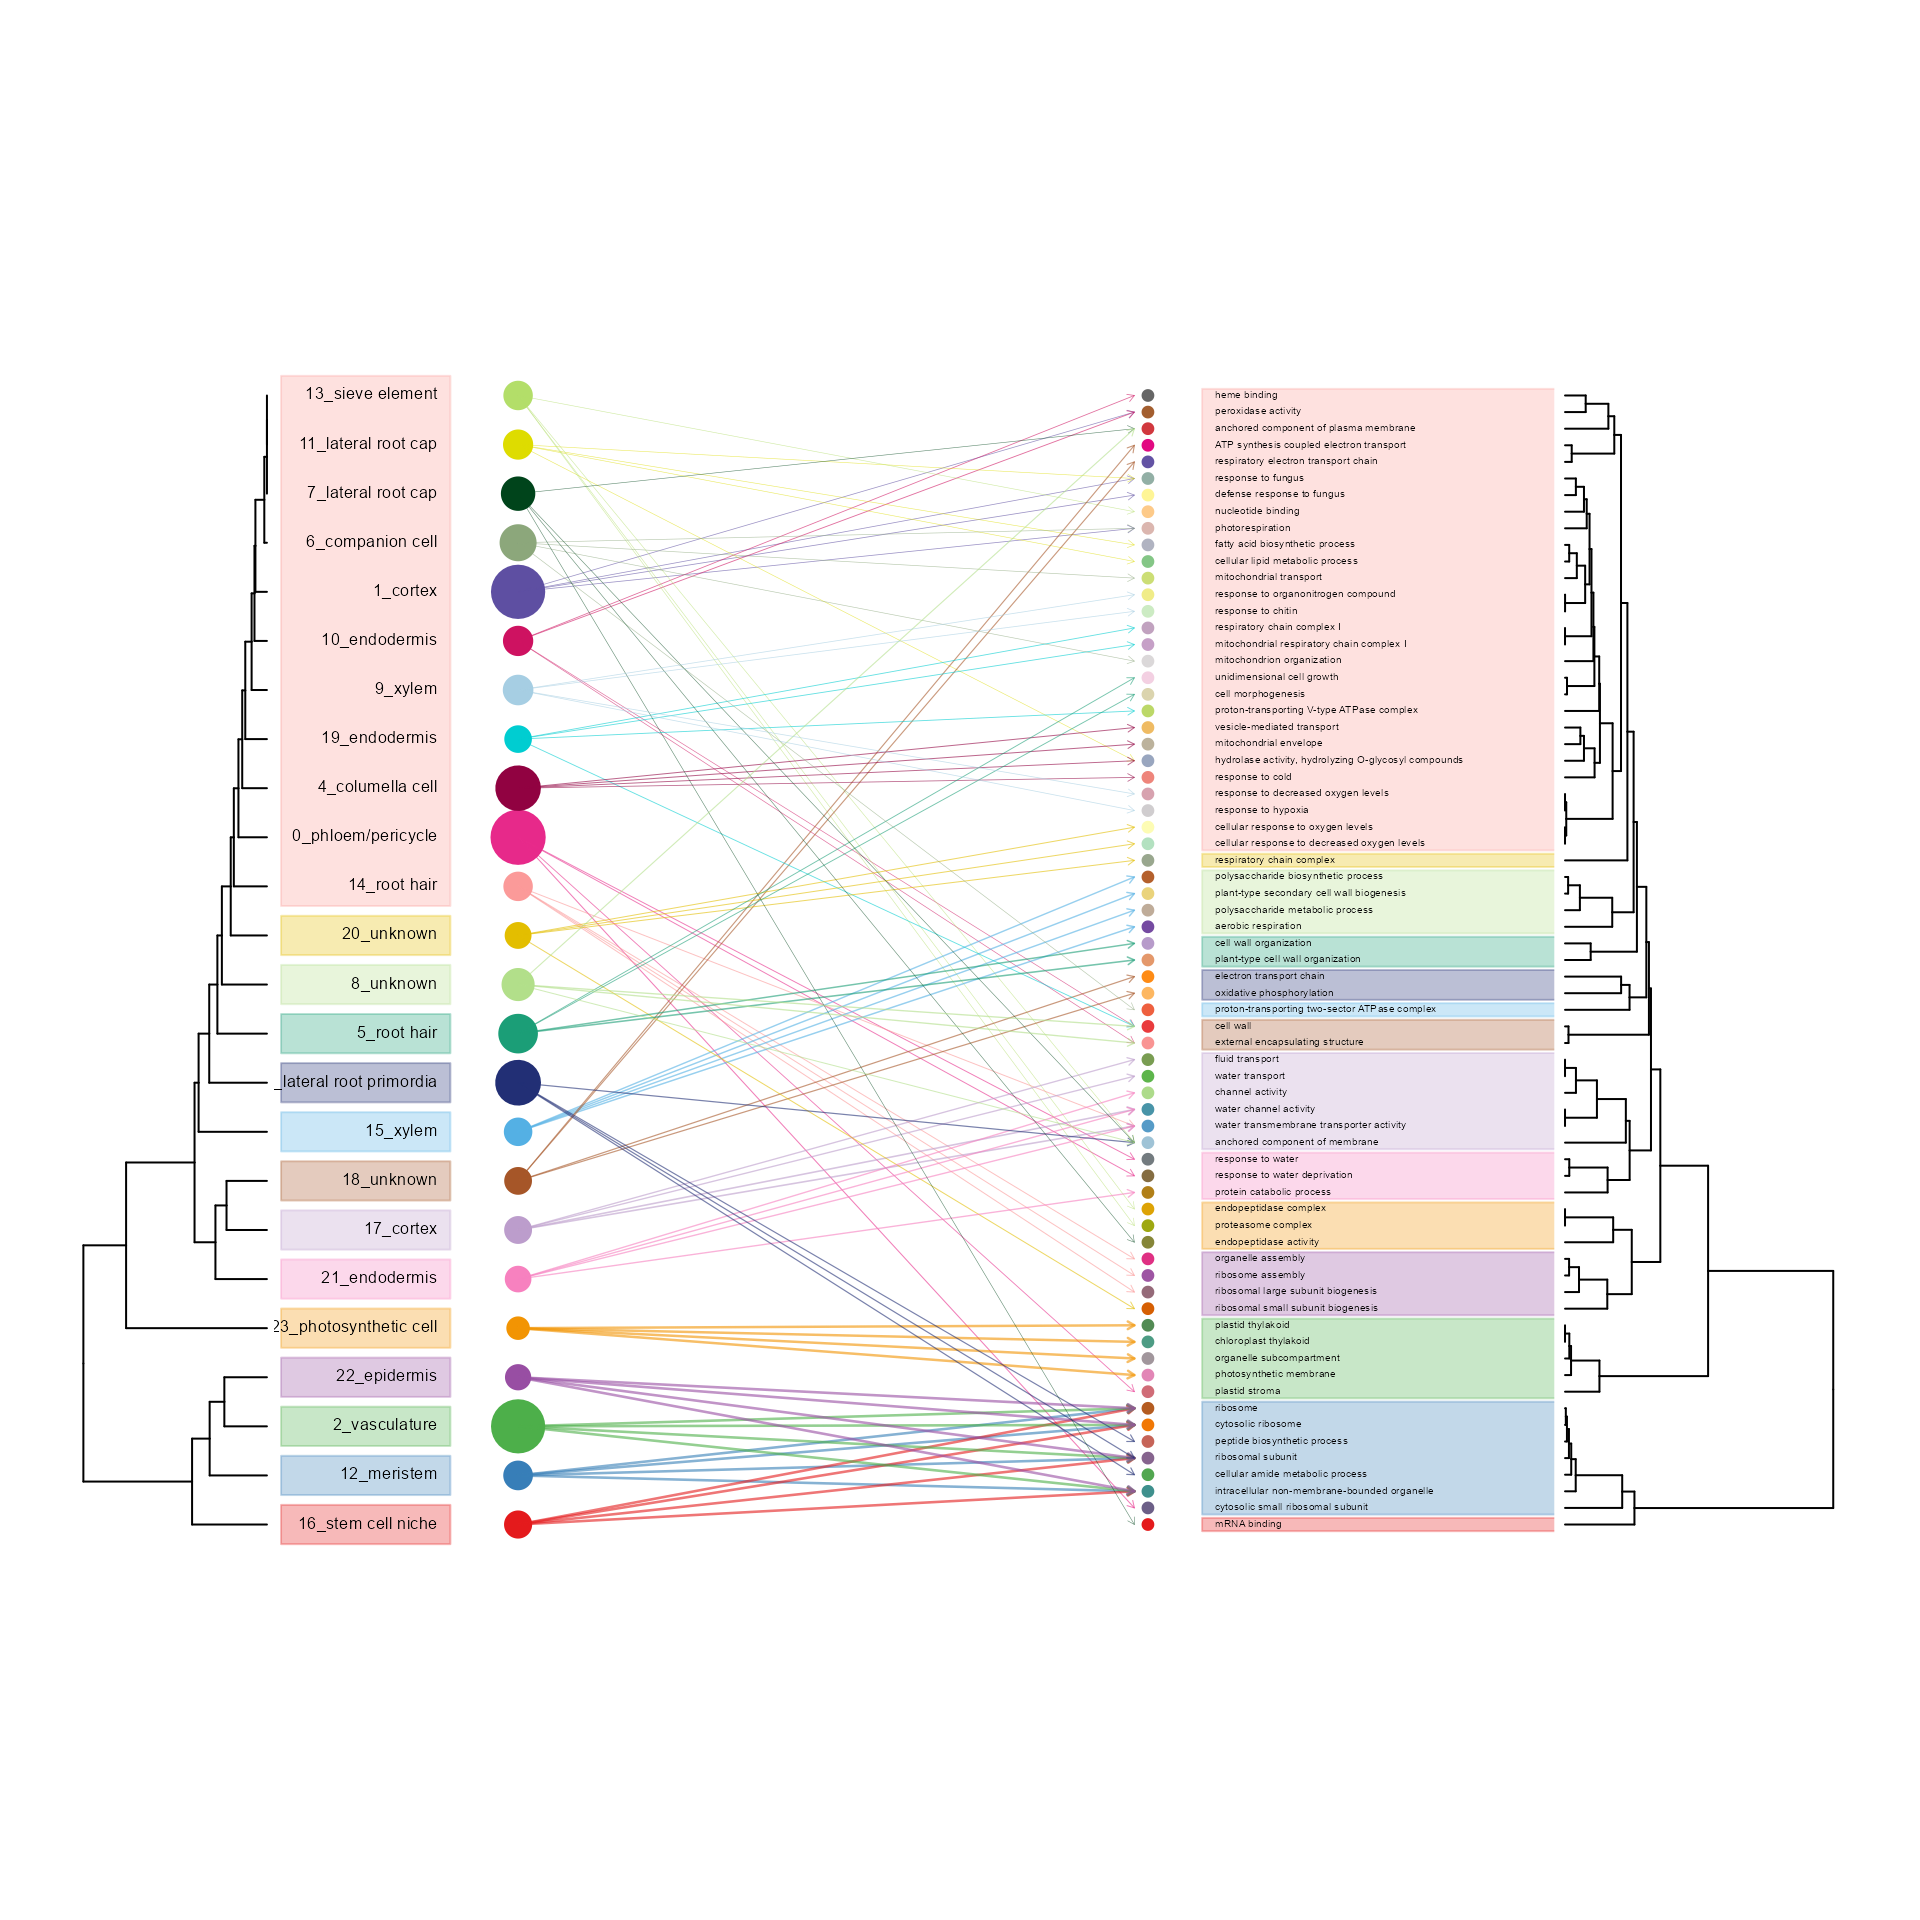 13_sieve element
11_lateral root cap
7_lateral root cap
6_companion cell
1_cortex
10_endodermis
9_xylem
19_endodermis
4_columella cell
0_phloem/pericycle
14_root hair
20_unknown
8_unknown
5_root hair
_lateral root primordia
15_xylem
18_unknown
17_cortex
21_endodermis
23_photosynthetic cell
22_epidermis
2_vasculature
12_meristem
16_stem cell niche
heme binding
peroxidase activity
anchored component of plasma membrane
ATP synthesis coupled electron transport
respiratory electron transport chain
response to fungus
defense response to fungus
nucleotide binding
photorespiration
fatty acid biosynthetic process
cellular lipid metabolic process
mitochondrial transport
response to organonitrogen compound
response to chitin
respiratory chain complex I
mitochondrial respiratory chain complex I
mitochondrion organization
unidimensional cell growth
cell morphogenesis
proton-transporting V-type ATPase complex
vesicle-mediated transport
mitochondrial envelope
hydrolase activity, hydrolyzing O-glycosyl compounds
response to cold
response to decreased oxygen levels
response to hypoxia
cellular response to oxygen levels
cellular response to decreased oxygen levels
respiratory chain complex
polysaccharide biosynthetic process
plant-type secondary cell wall biogenesis
polysaccharide metabolic process
aerobic respiration
cell wall organization
plant-type cell wall organization
electron transport chain
oxidative phosphorylation
proton-transporting two-sector ATPase complex
cell wall
external encapsulating structure
fluid transport
water transport
channel activity
water channel activity
water transmembrane transporter activity
anchored component of membrane
response to water
response to water deprivation
protein catabolic process
endopeptidase complex
proteasome complex
endopeptidase activity
organelle assembly
ribosome assembly
ribosomal large subunit biogenesis
ribosomal small subunit biogenesis
plastid thylakoid
chloroplast thylakoid
organelle subcompartment
photosynthetic membrane
plastid stroma
ribosome
cytosolic ribosome
peptide biosynthetic process
ribosomal subunit
cellular amide metabolic process
intracellular non-membrane-bounded organelle
cytosolic small ribosomal subunit
mRNA binding